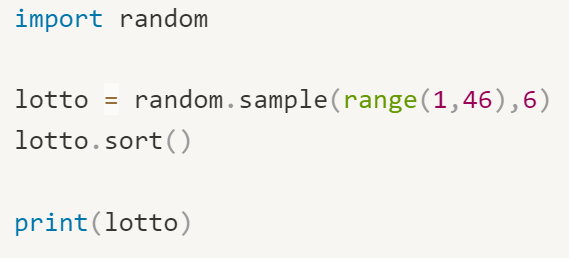 import random
lotto = random.sample(range(1,46),6)
lotto.sort()
print(lotto)